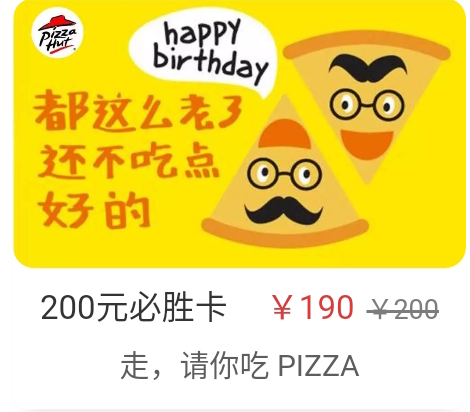 Pizza
Hut
happy
birthday
都这么老了
还不吃点
好的
200元必胜卡 ￥190 ￥200
走，请你吃 PIZZA